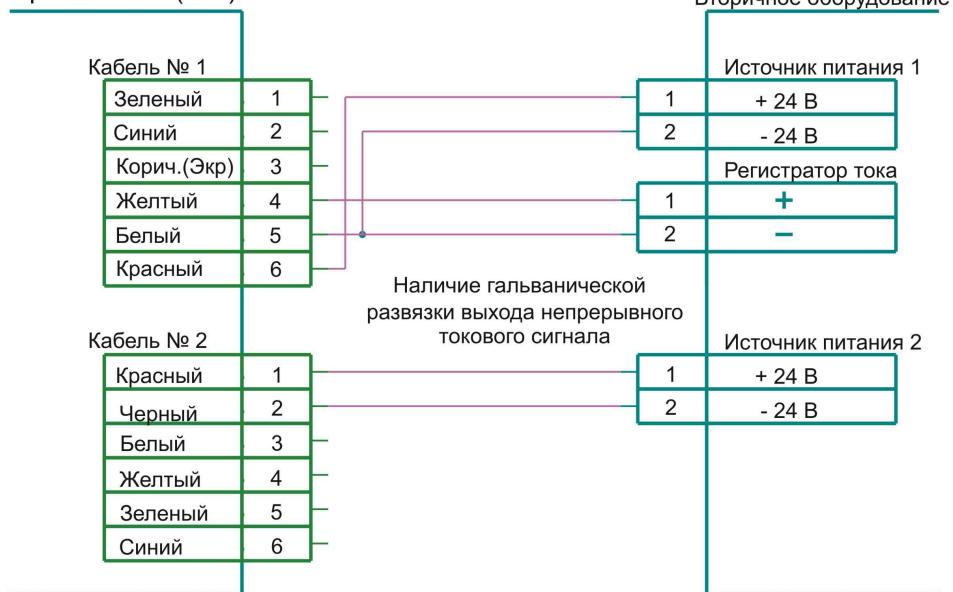 Вторичное оборудование
Кабель № 1
Источник питания 1
Зеленый 1
1 + 24 В
Синий 2
2 - 24 В
Корич.(Экр) 3
Регистратор тока
Желтый 4
1 +
Белый 5
2 −
Красный 6
Наличие гальванической
развязки выхода непрерывного
токового сигнала
Кабель № 2
Источник питания 2
Красный 1
1 + 24 В
Черный 2
2 - 24 В
Белый 3
Желтый 4
Зеленый 5
Синий 6